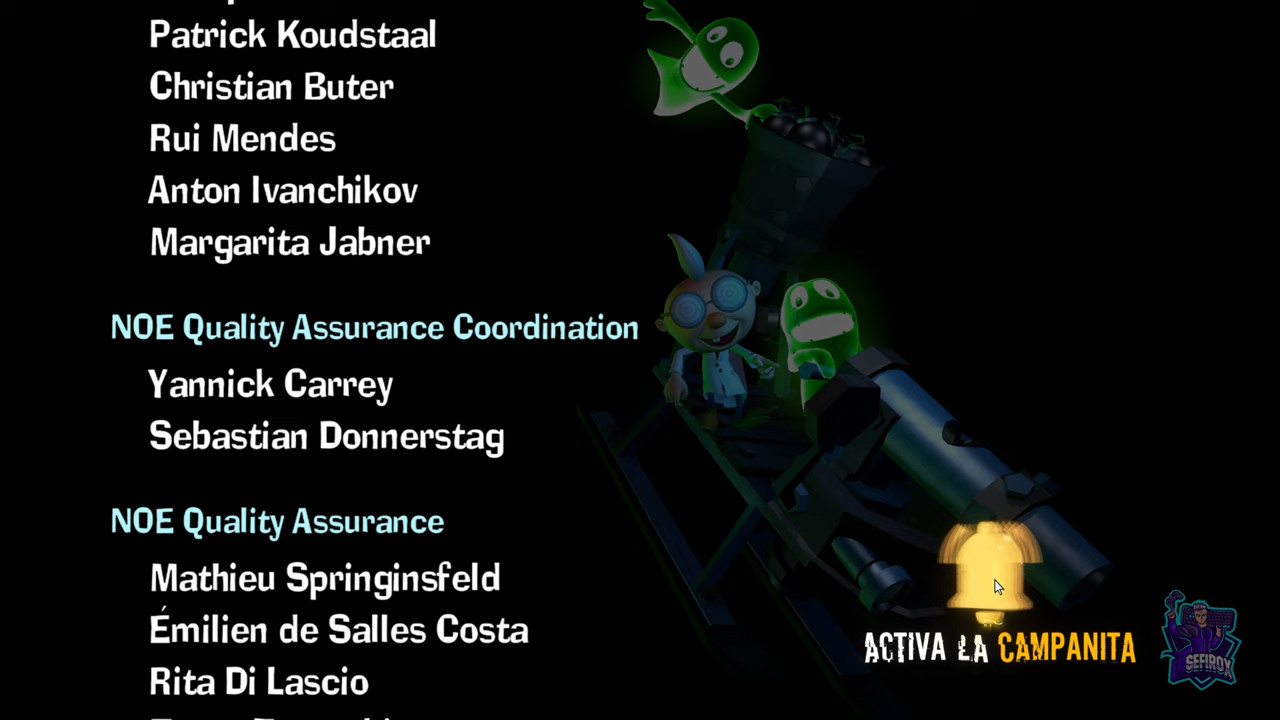 Patrick Koudstaal
Christian Buter
Rui Mendes
Anton Ivanchikov
Margarita Jabner
NOE Quality Assurance Coordination
Yannick Carrey
Sebastian Donnerstag
NOE Quality Assurance
Mathieu Springinsfeld
Émilien de Salles Costa
Rita Di Lascio
ACTIVA LA CAMPANITA
SEFIROX